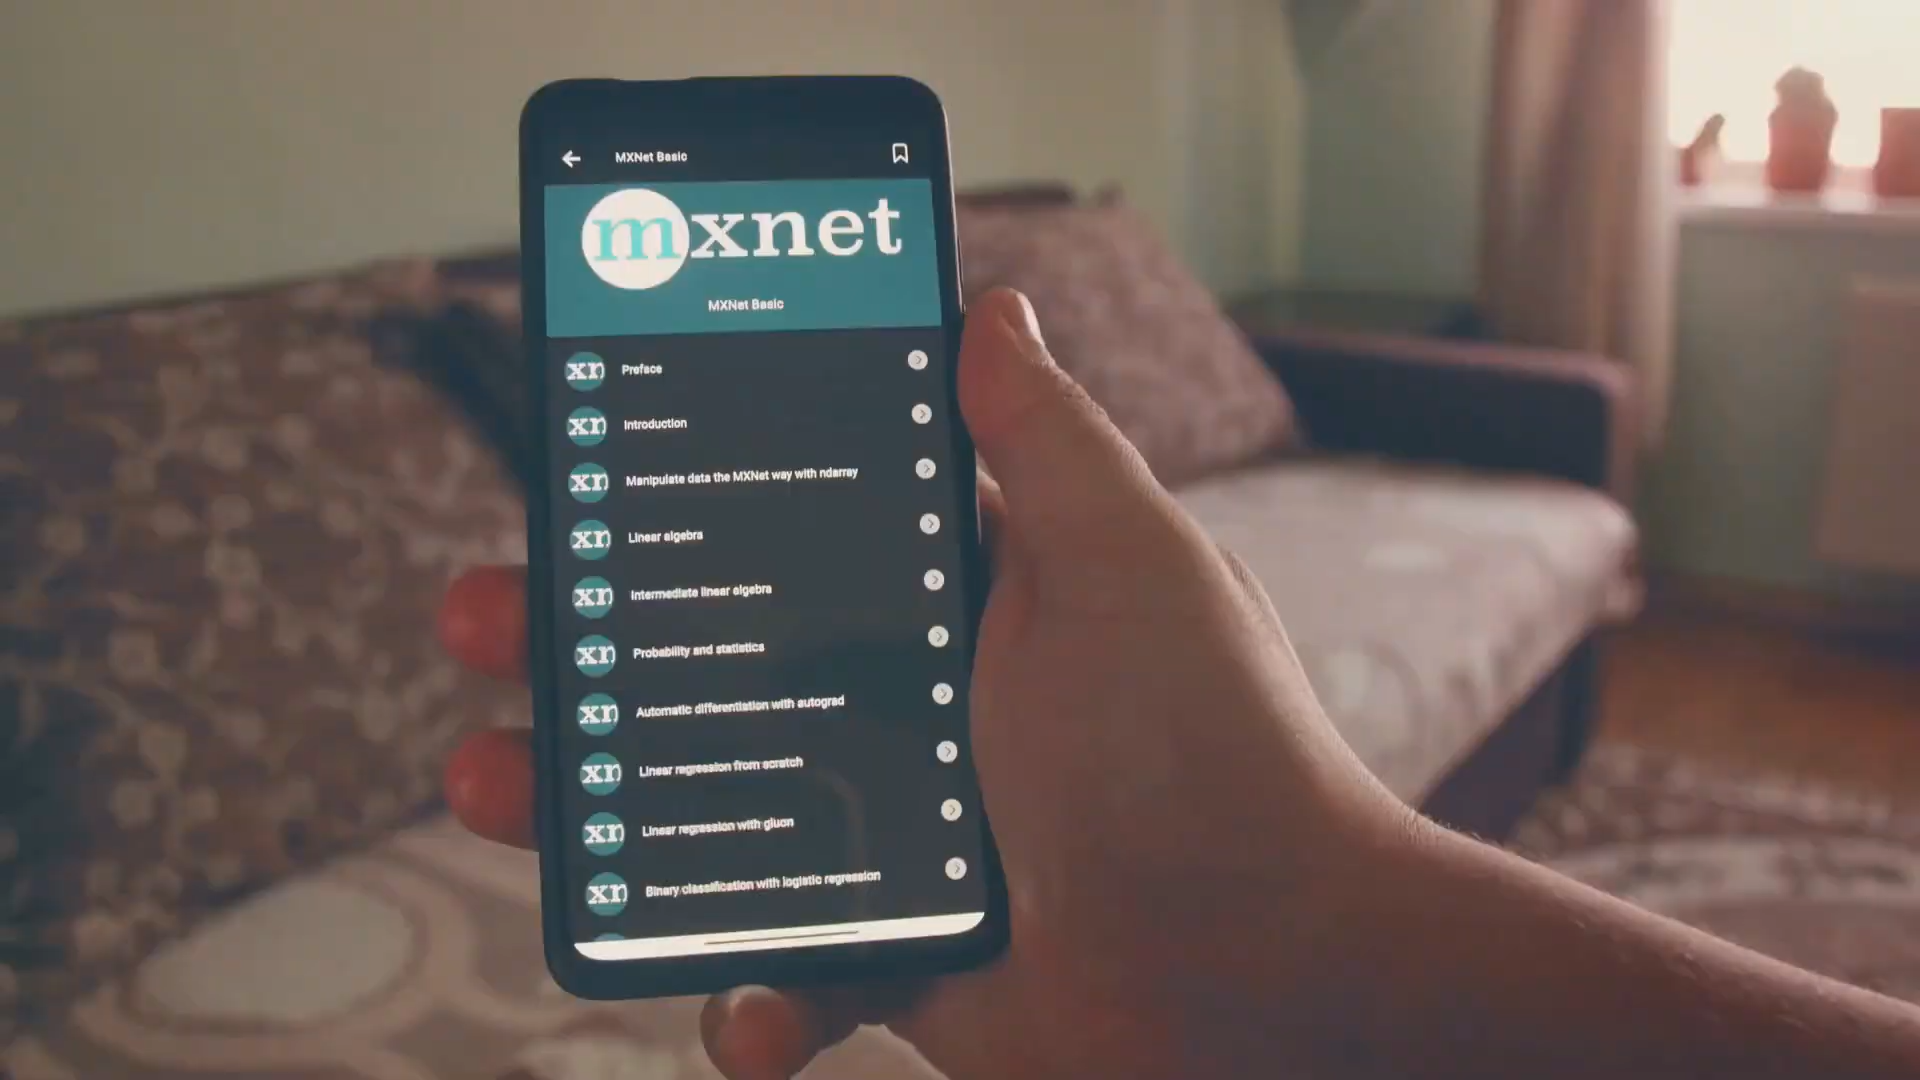 MXNet Basic
mxnet
MXNet Basic
xn Preface
xn Introduction
xn Manipulate data the MXNet way with ndarray
xn Linear algebra
xn Intermediate linear algebra
xn Probability and statistics
xn Automatic differentiation with autograd
xn Linear regression from scratch
xn Linear regression with gluon
xn Binary classification with logistic regression